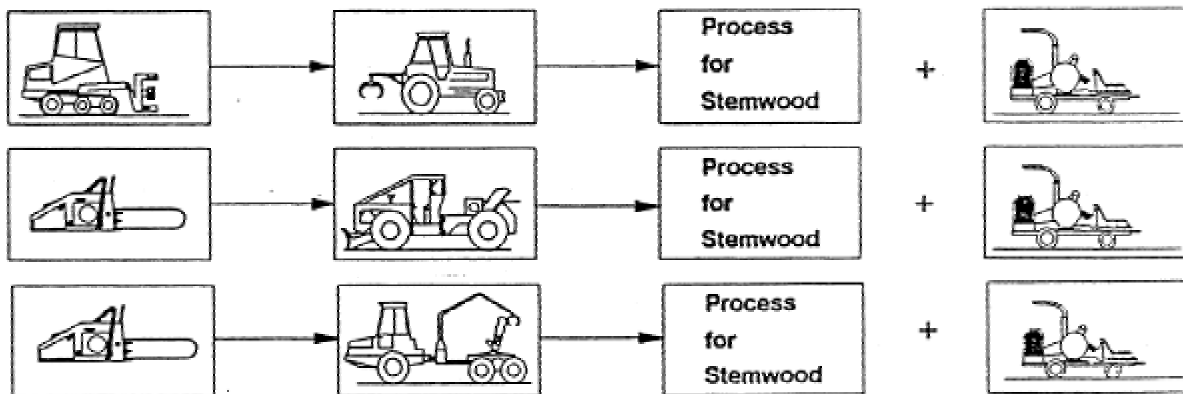 Process
for
Stemwood
+
Process
for
Stemwood
+
Process
for
Stemwood
+